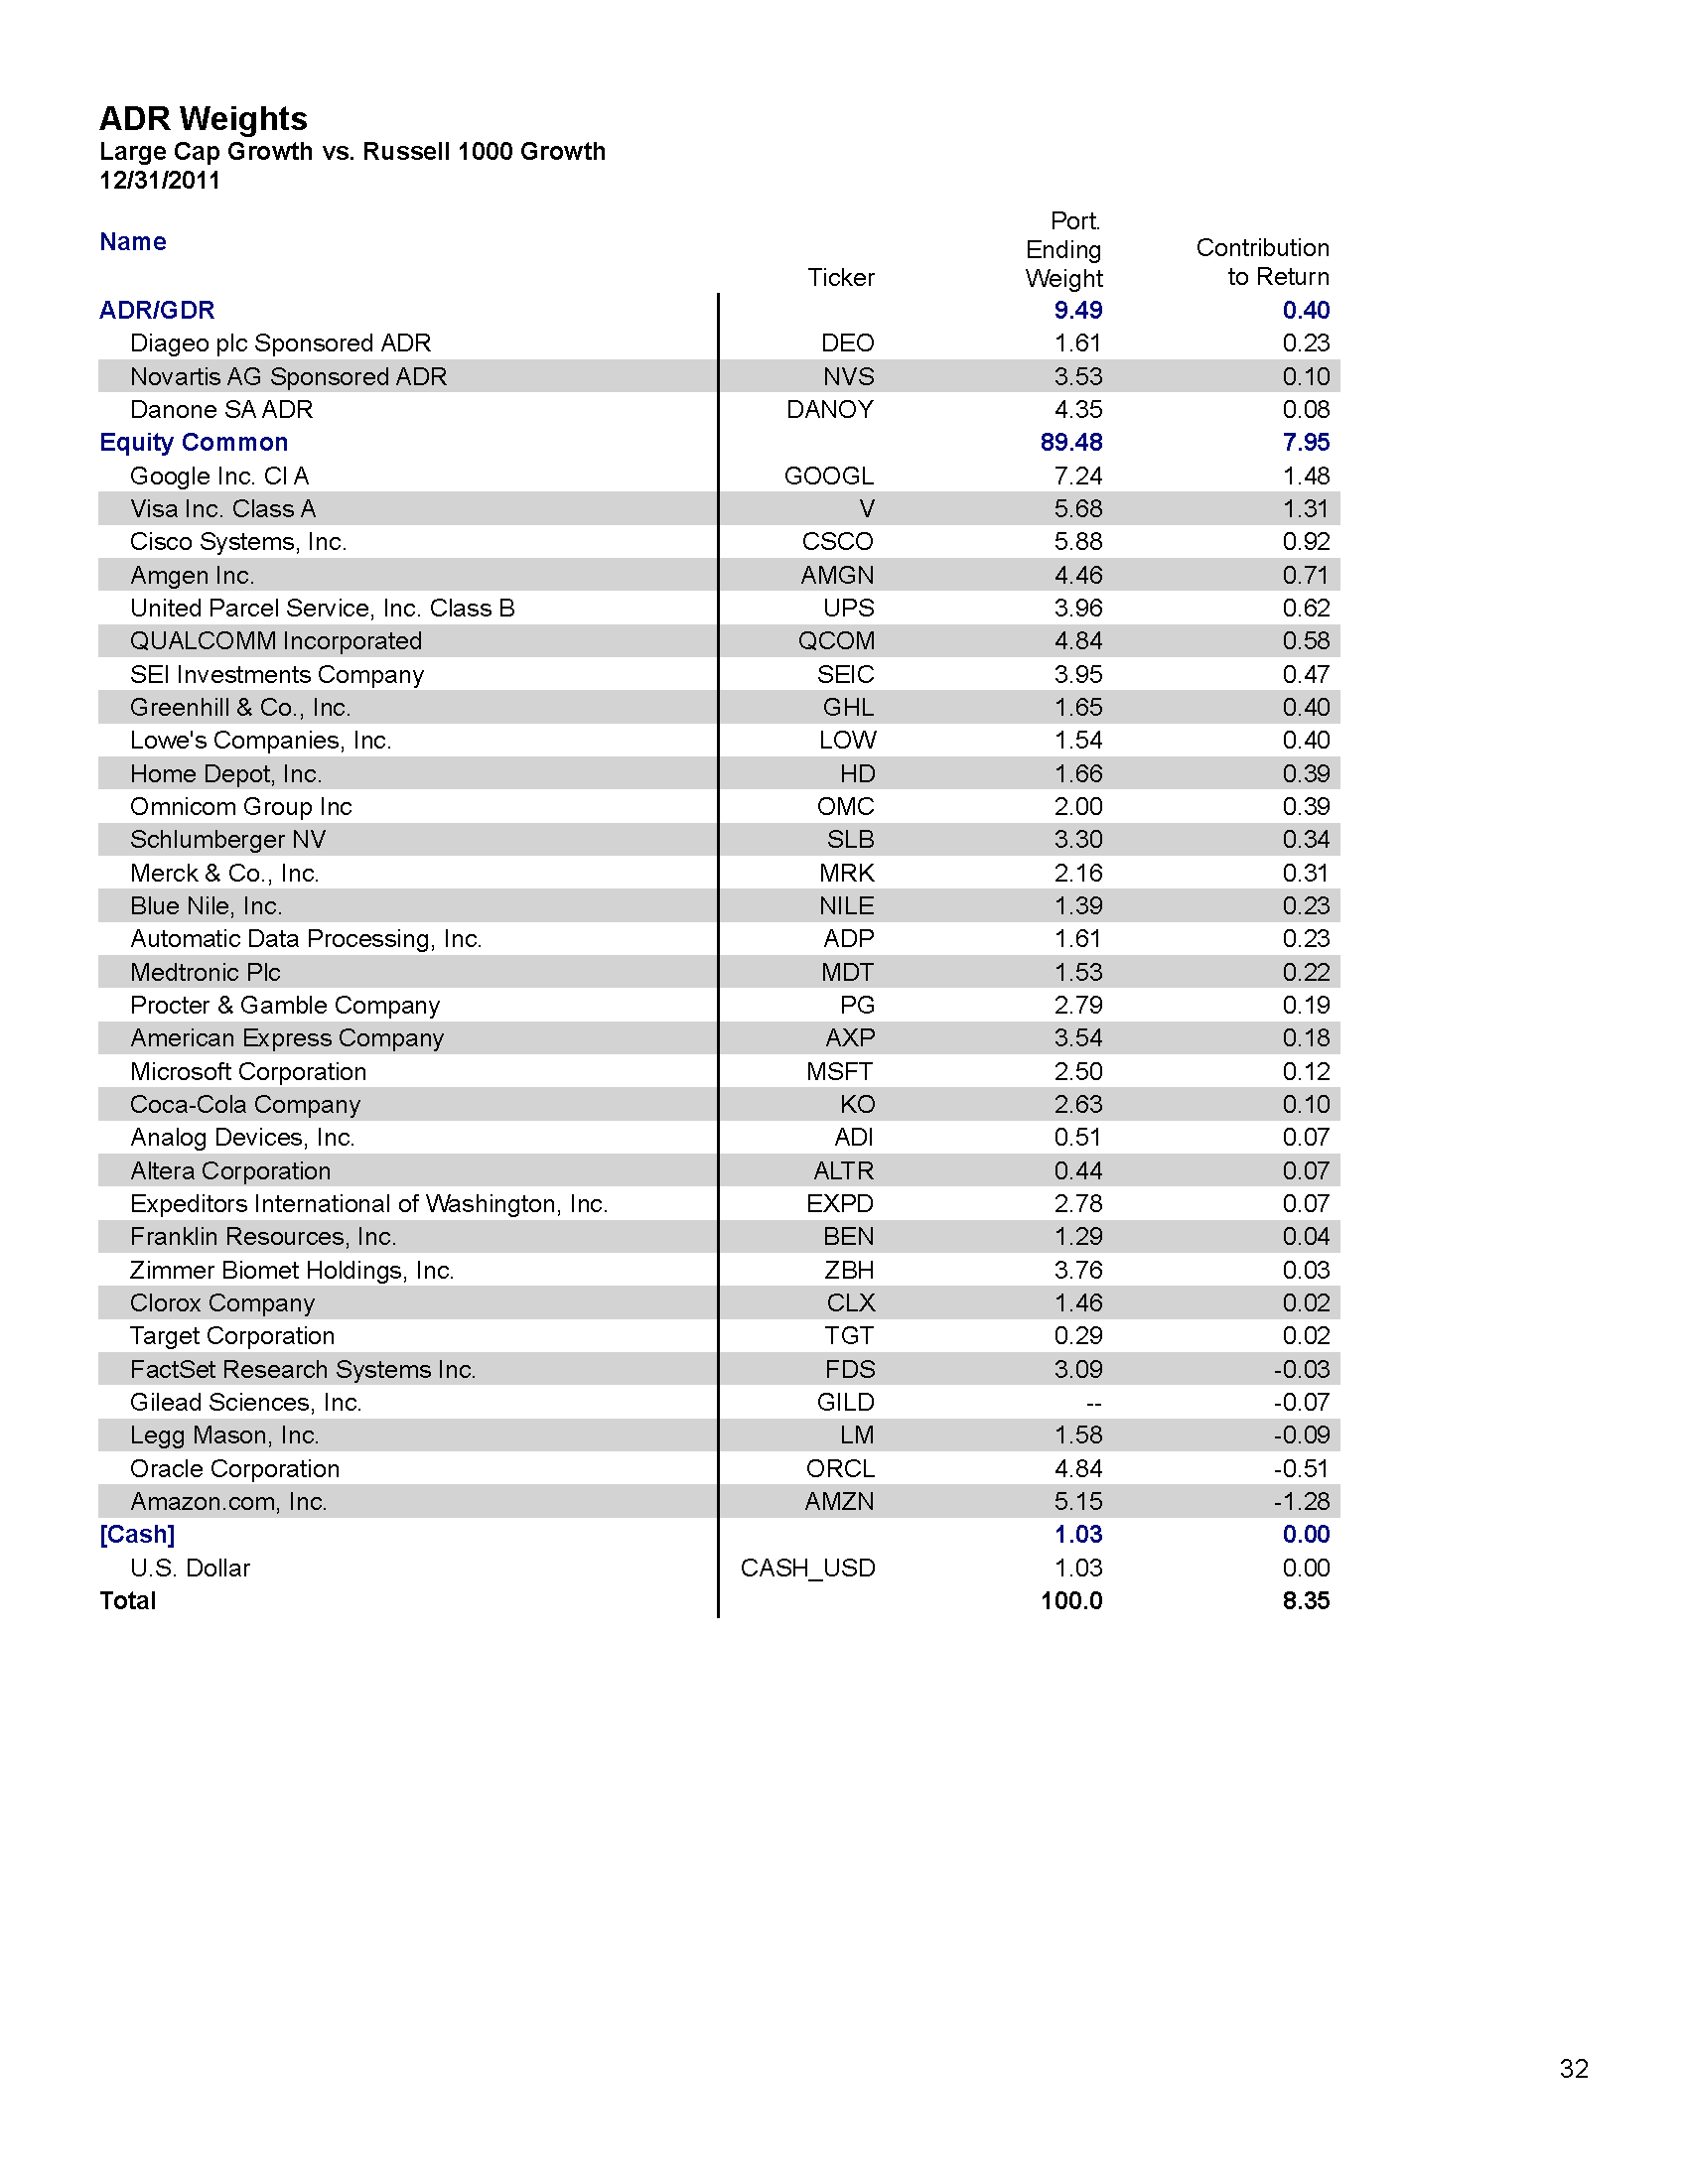 ADR Weights
Large Cap Growth vs. Russell 1000 Growth
12/31/2011
Name Ticker Port. Ending Weight Contribution to Return
ADR/GDR 9.49 0.40
Diageo plc Sponsored ADR DEO 1.61 0.23
Novartis AG Sponsored ADR NVS 3.53 0.10
Danone SA ADR DANOY 4.35 0.08
Equity Common 89.48 7.95
Google Inc. Cl A GOOGL 7.24 1.48
Visa Inc. Class A V 5.68 1.31
Cisco Systems, Inc. CSCO 5.88 0.92
Amgen Inc. AMGN 4.46 0.71
United Parcel Service, Inc. Class B UPS 3.96 0.62
QUALCOMM Incorporated QCOM 4.84 0.58
SEI Investments Company SEIC 3.95 0.47
Greenhill & Co., Inc. GHL 1.65 0.40
Lowe's Companies, Inc. LOW 1.54 0.40
Home Depot, Inc. HD 1.66 0.39
Omnicom Group Inc OMC 2.00 0.39
Schlumberger NV SLB 3.30 0.34
Merck & Co., Inc. MRK 2.16 0.31
Blue Nile, Inc. NILE 1.39 0.23
Automatic Data Processing, Inc. ADP 1.61 0.23
Medtronic Plc MDT 1.53 0.22
Procter & Gamble Company PG 2.79 0.19
American Express Company AXP 3.54 0.18
Microsoft Corporation MSFT 2.50 0.12
Coca-Cola Company KO 2.63 0.10
Analog Devices, Inc. ADI 0.51 0.07
Altera Corporation ALTR 0.44 0.07
Expeditors International of Washington, Inc. EXPD 2.78 0.07
Franklin Resources, Inc. BEN 1.29 0.04
Zimmer Biomet Holdings, Inc. ZBH 3.76 0.03
Clorox Company CLX 1.46 0.02
Target Corporation TGT 0.29 0.02
FactSet Research Systems Inc. FDS 3.09 -0.03
Gilead Sciences, Inc. GILD -- -0.07
Legg Mason, Inc. LM 1.58 -0.09
Oracle Corporation ORCL 4.84 -0.51
Amazon.com, Inc. AMZN 5.15 -1.28
[Cash] 1.03 0.00
U.S. Dollar CASH_USD 1.03 0.00
Total 100.0 8.35
32